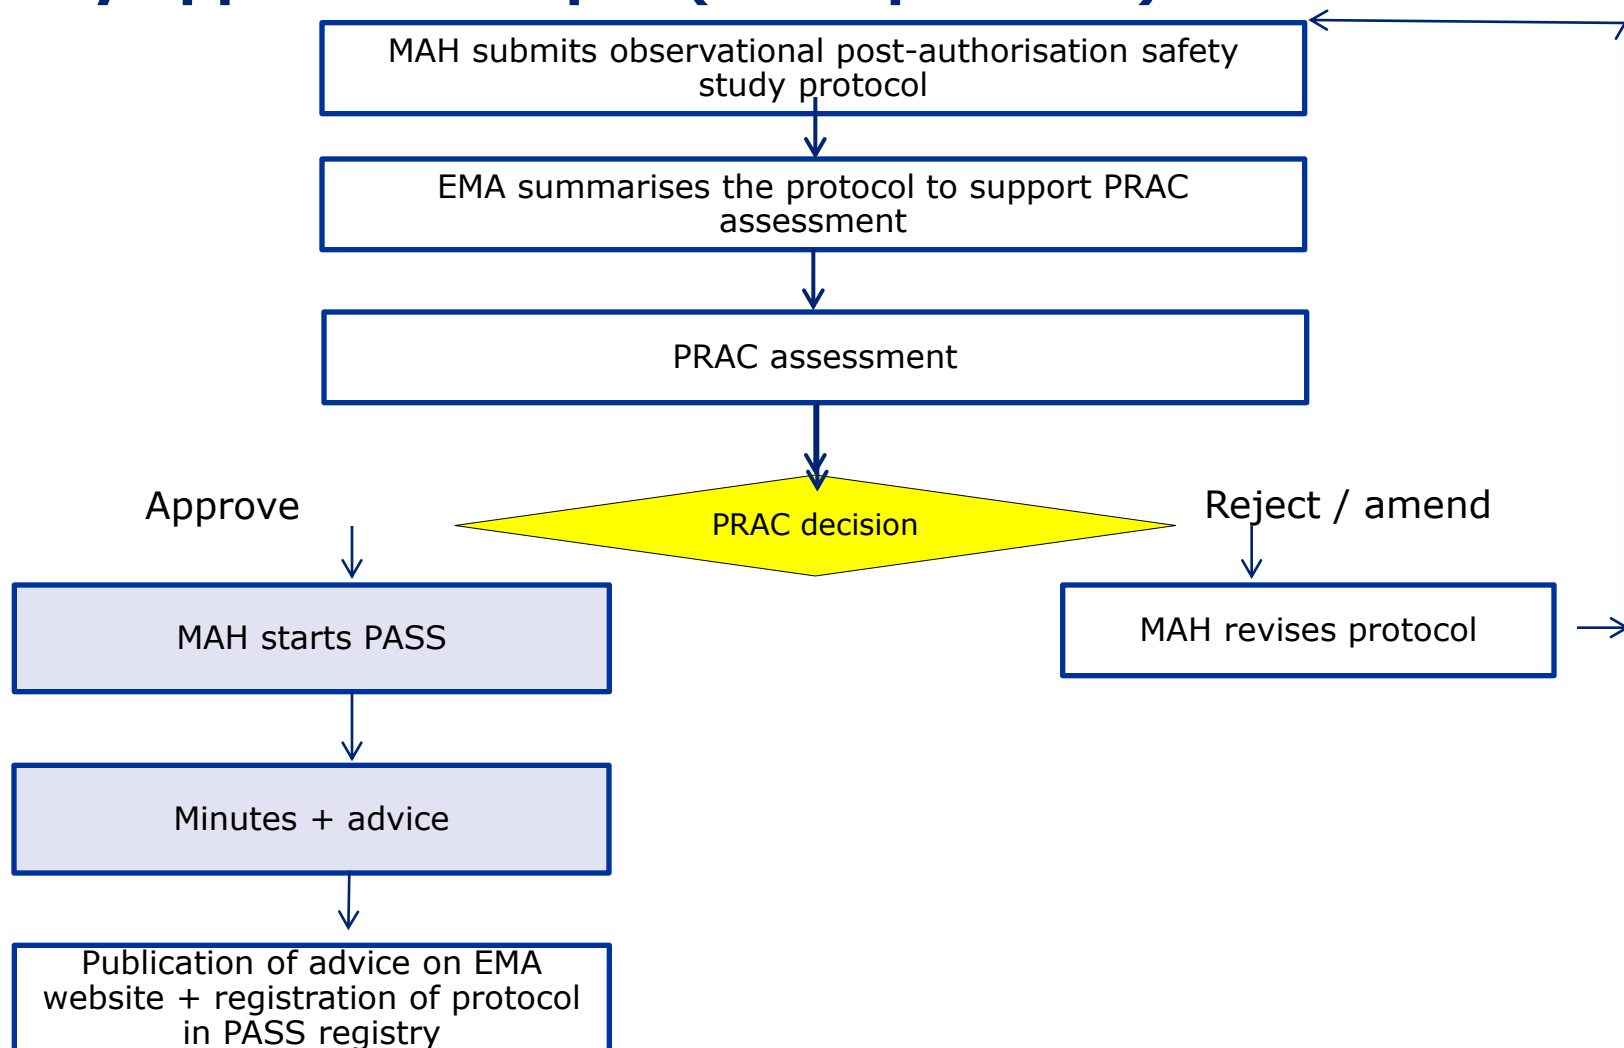 MAH submits observational post-authorisation safety
study protocol
EMA summarises the protocol to support PRAC
assessment
PRAC assessment
Approve
PRAC decision
Reject / amend
MAH starts PASS
MAH revises protocol
Minutes + advice
Publication of advice on EMA
website + registration of protocol
in PASS registry